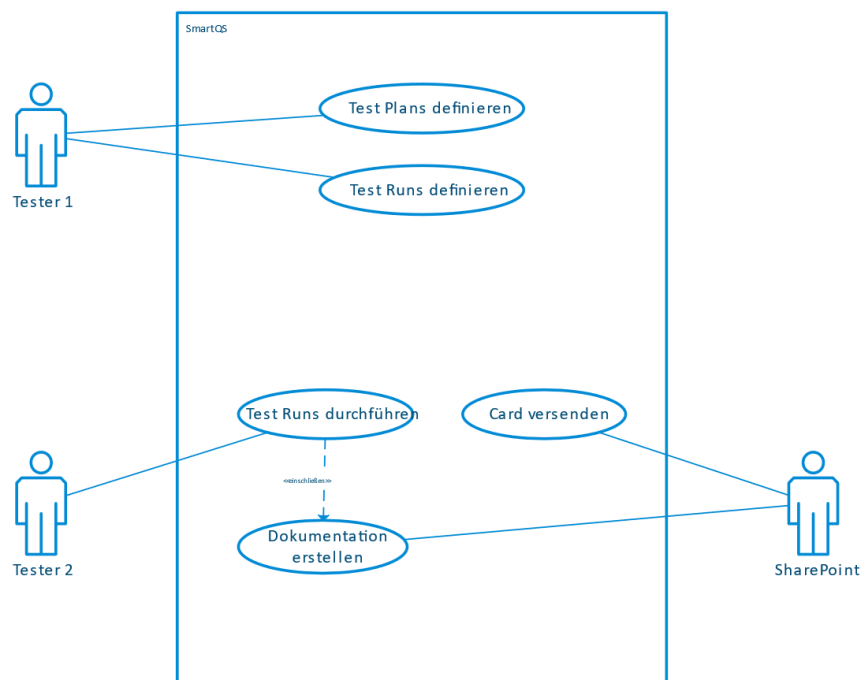 SmartQS
Test Plans definieren
Tester 1
Test Runs definieren
Test Runs durchführen
Card versenden
«einschließen»
Tester 2
Dokumentation
erstellen
SharePoint